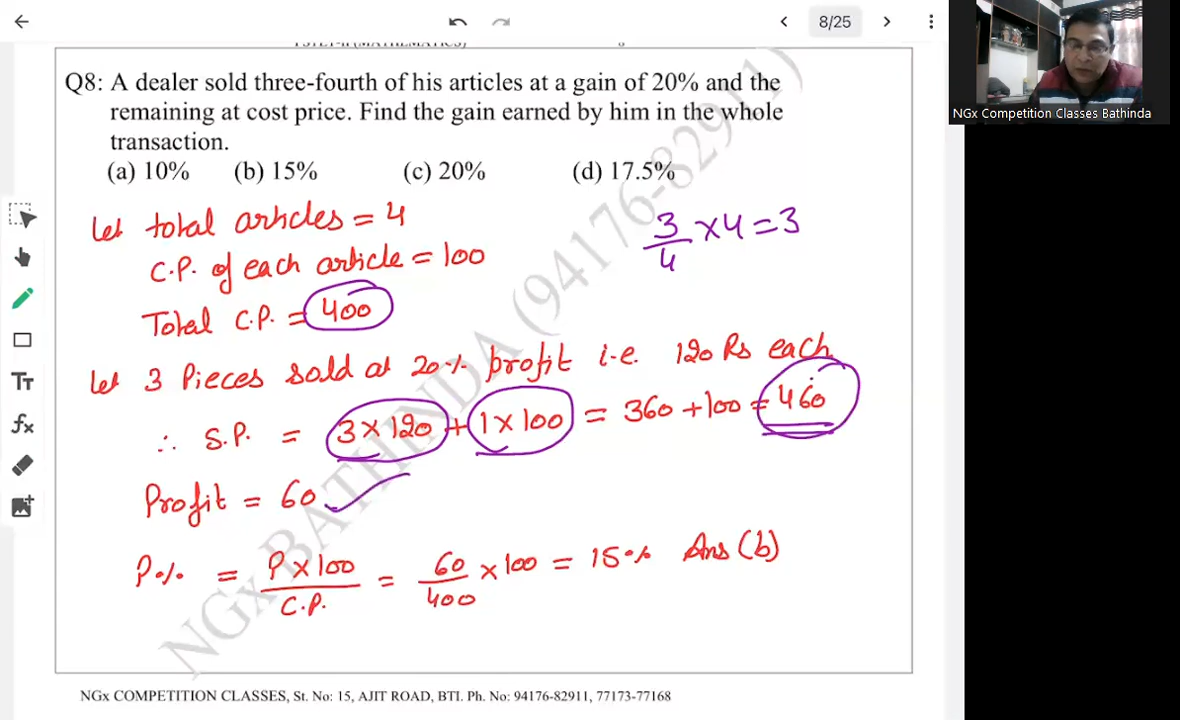 8/25
NGx Competition Classes Bathinda
Q8: A dealer sold three-fourth of his articles at a gain of 20% and the
remaining at cost price. Find the gain earned by him in the whole
transaction.
(a) 10% (b) 15% (c) 20% (d) 17.5%
Let total articles = 4
3/4 × 4 = 3
C.P. of each article = 100
Total C.P. = 400
Let 3 Pieces sold at 20% profit i.e. 120 Rs each
∴ S.P. = 3 × 120 + 1 × 100 = 360 + 100 = 460
Profit = 60
P% = P × 100 / C.P. = 60/400 × 100 = 15% Ans (b)
NGx BATHINDA (94176-82911)
NGx COMPETITION CLASSES, St. No: 15, AJIT ROAD, BTI. Ph. No: 94176-82911, 77173-77168
Tт
fx